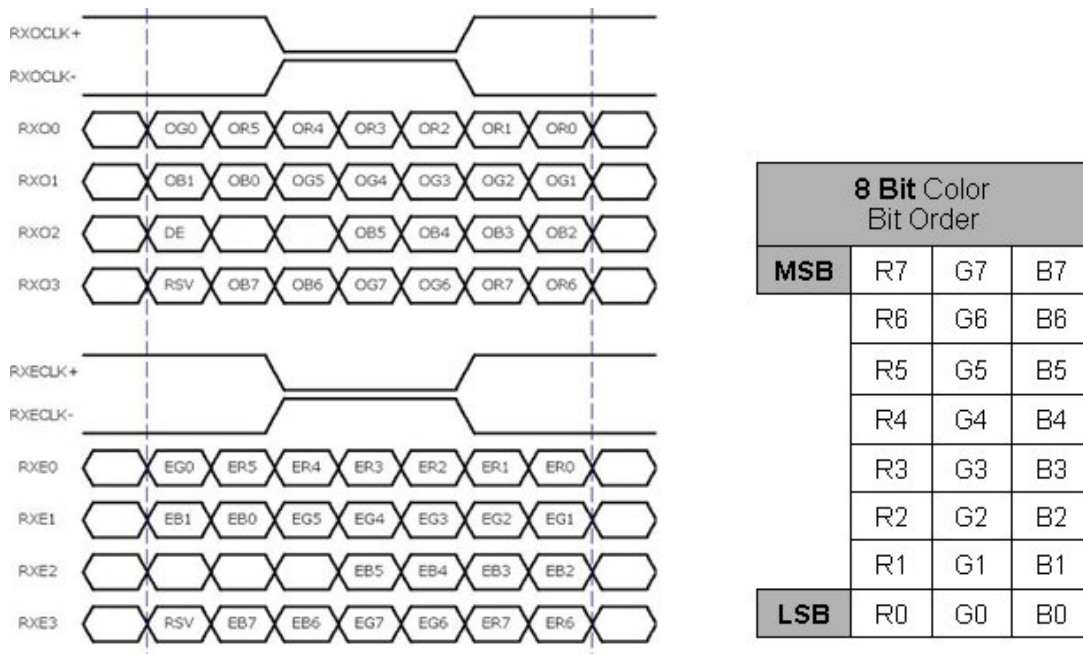 RXOCLK+
RXOCLK-
RXO0 OG0 OR5 OR4 OR3 OR2 OR1 OR0
RXO1 OB1 OB0 OG5 OG4 OG3 OG2 OG1
RXO2 DE OB5 OB4 OB3 OB2
RXO3 RSV OB7 OB6 OG7 OG6 OR7 OR6
RXECLK+
RXECLK-
RXE0 EG0 ER5 ER4 ER3 ER2 ER1 ER0
RXE1 EB1 EB0 EG5 EG4 EG3 EG2 EG1
RXE2 EB5 EB4 EB3 EB2
RXE3 RSV EB7 EB6 EG7 EG6 ER7 ER6
8 Bit Color
Bit Order
MSB R7 G7 B7
R6 G6 B6
R5 G5 B5
R4 G4 B4
R3 G3 B3
R2 G2 B2
R1 G1 B1
LSB R0 G0 B0